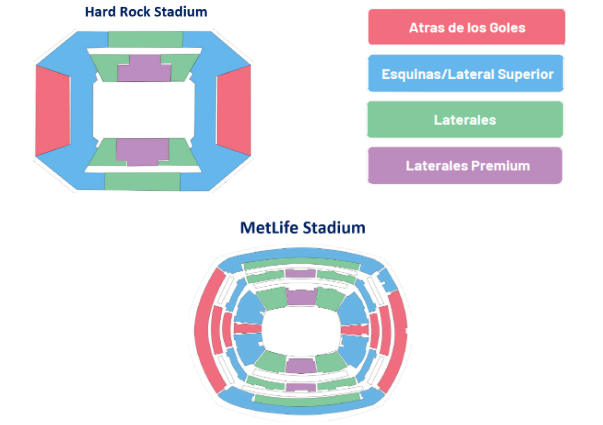 Hard Rock Stadium
Atras de los Goles
Esquinas/Lateral Superior
Laterales
Laterales Premium
MetLife Stadium